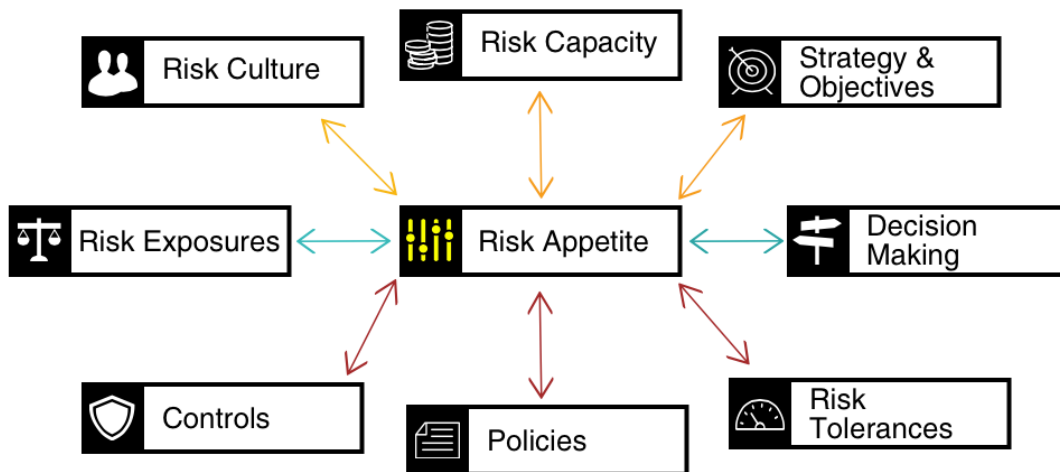 Risk Culture
Risk Capacity
Strategy &
Objectives
Risk Exposures
Risk Appetite
Decision
Making
Controls
Policies
Risk
Tolerances